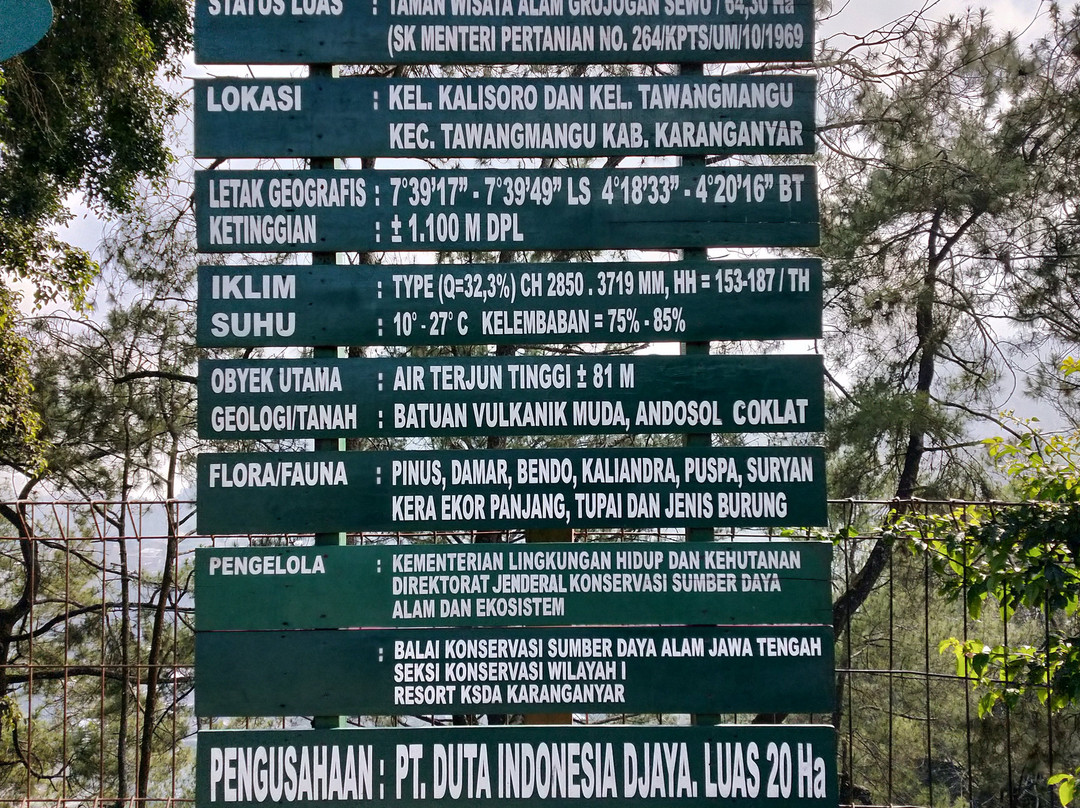 STATUS LUAS : TAMAN WISATA ALAM GROJOGAN SEWU / 64,30 Ha
(SK MENTERI PERTANIAN NO. 264/KPTS/UM/10/1969
LOKASI : KEL. KALISORO DAN KEL. TAWANGMANGU
KEC. TAWANGMANGU KAB. KARANGANYAR
LETAK GEOGRAFIS : 7°39'17" - 7°39'49" LS 4°18'33" - 4°20'16" BT
KETINGGIAN : ± 1.100 M DPL
IKLIM : TYPE (Q=32,3%) CH 2850 . 3719 MM, HH = 153-187 / TH
SUHU : 10° - 27° C KELEMBABAN = 75% - 85%
OBYEK UTAMA : AIR TERJUN TINGGI ± 81 M
GEOLOGI/TANAH : BATUAN VULKANIK MUDA, ANDOSOL COKLAT
FLORA/FAUNA : PINUS, DAMAR, BENDO, KALIANDRA, PUSPA, SURYAN
KERA EKOR PANJANG, TUPAI DAN JENIS BURUNG
PENGELOLA : KEMENTERIAN LINGKUNGAN HIDUP DAN KEHUTANAN
DIREKTORAT JENDERAL KONSERVASI SUMBER DAYA
ALAM DAN EKOSISTEM
: BALAI KONSERVASI SUMBER DAYA ALAM JAWA TENGAH
SEKSI KONSERVASI WILAYAH I
RESORT KSDA KARANGANYAR
PENGUSAHAAN : PT. DUTA INDONESIA DJAYA. LUAS 20 Ha